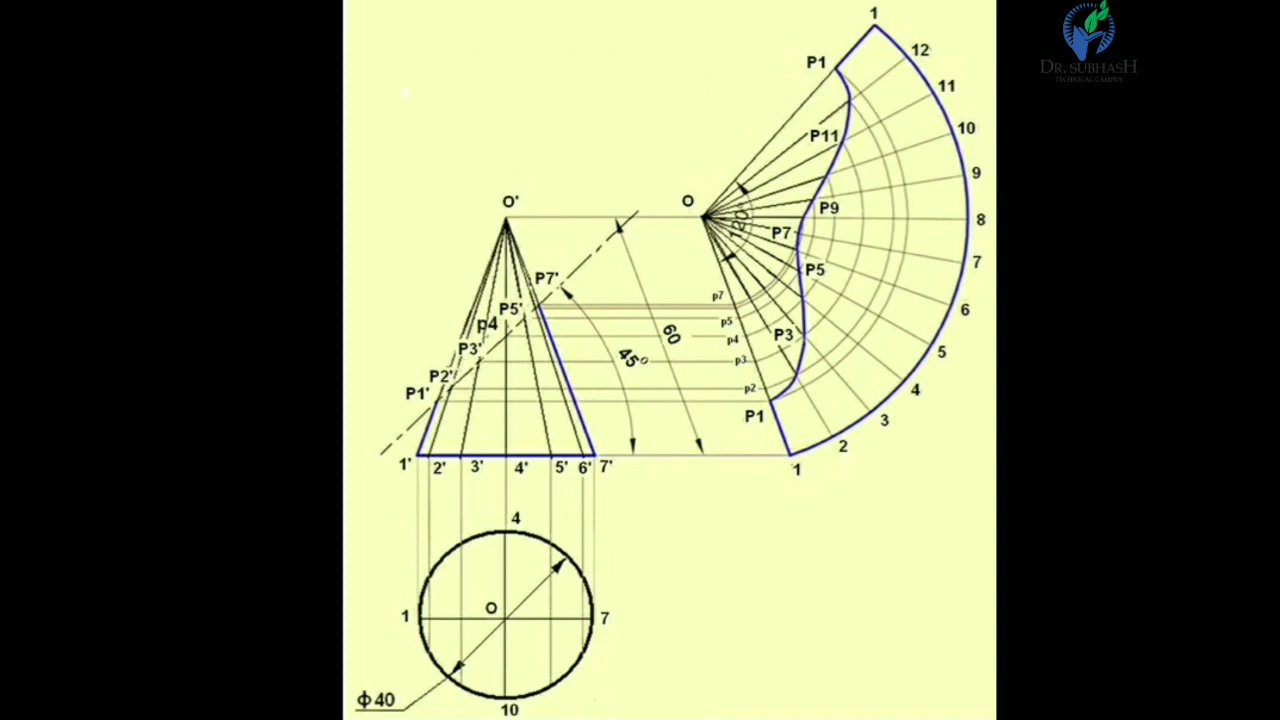 DR. SUBHASH
TECHNICAL CAMPUS
1
12
P1
11
P11
10
9
O'
O
120°
P9
8
P7
7
P7'
P5
p7
P5'
6
p4
p5
60
P3
p4
5
P3'
45°
p3
P2'
p2
4
P1'
P1
3
2
1'
2'
3'
4'
5'
6'
7'
1
4
O
1
7
ф40
10